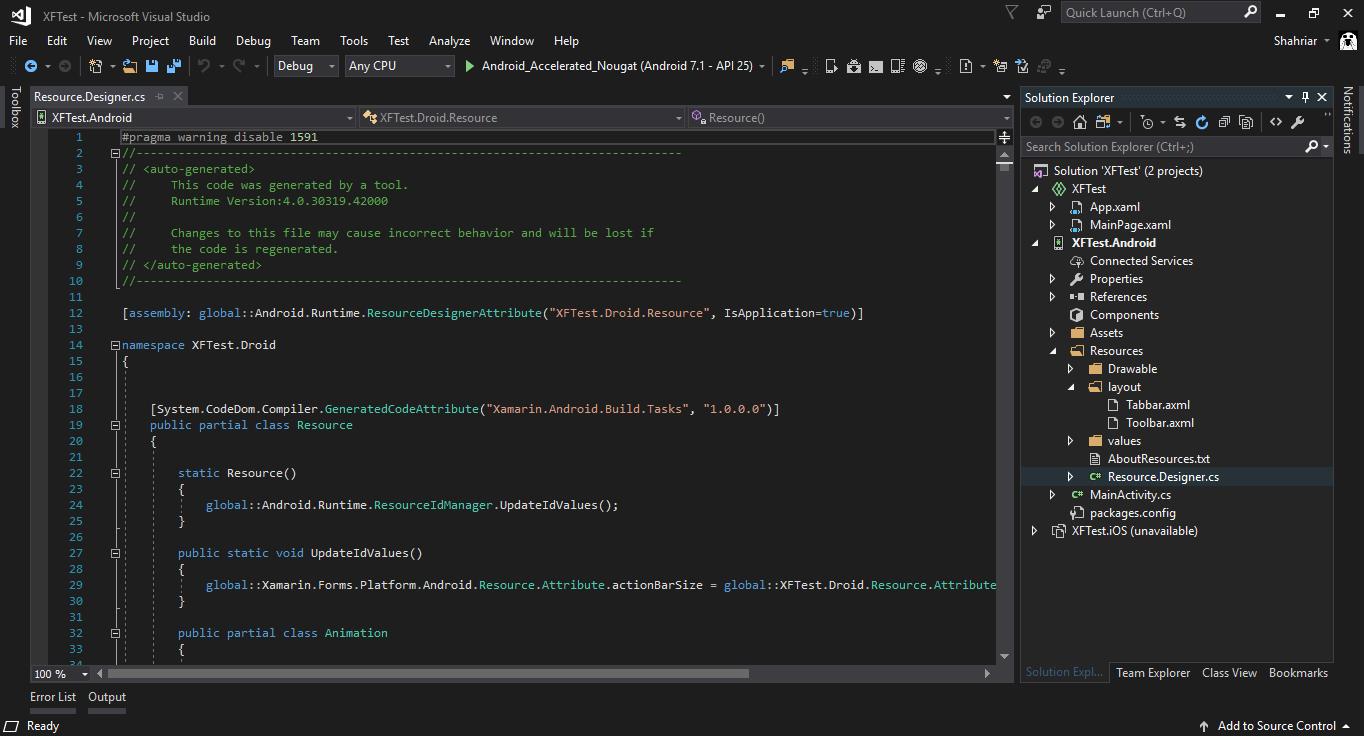 XFTest - Microsoft Visual Studio
Quick Launch (Ctrl+Q)
File Edit View Project Build Debug Team Tools Test Analyze Window Help
Shahriar
Debug Any CPU Android_Accelerated_Nougat (Android 7.1 - API 25)
Toolbox
Resource.Designer.cs
XFTest.Android XFTest.Droid.Resource Resource()
1 #pragma warning disable 1591
2 //------------------------------------------------------------------------------
3 // <auto-generated>
4 //     This code was generated by a tool.
5 //     Runtime Version:4.0.30319.42000
6 //
7 //     Changes to this file may cause incorrect behavior and will be lost if
8 //     the code is regenerated.
9 // </auto-generated>
10 //------------------------------------------------------------------------------
11
12 [assembly: global::Android.Runtime.ResourceDesignerAttribute("XFTest.Droid.Resource", IsApplication=true)]
13
14 namespace XFTest.Droid
15 {
16
17
18 [System.CodeDom.Compiler.GeneratedCodeAttribute("Xamarin.Android.Build.Tasks", "1.0.0.0")]
19 public partial class Resource
20 {
21
22 static Resource()
23 {
24 global::Android.Runtime.ResourceIdManager.UpdateIdValues();
25 }
26
27 public static void UpdateIdValues()
28 {
29 global::Xamarin.Forms.Platform.Android.Resource.Attribute.actionBarSize = global::XFTest.Droid.Resource.Attribute
30 }
31
32 public partial class Animation
33 {
34
100 %
Solution Explorer
Search Solution Explorer (Ctrl+;)
Solution 'XFTest' (2 projects)
XFTest
App.xaml
MainPage.xaml
XFTest.Android
Connected Services
Properties
References
Components
Assets
Resources
Drawable
layout
Tabbar.axml
Toolbar.axml
values
AboutResources.txt
C# Resource.Designer.cs
C# MainActivity.cs
packages.config
XFTest.iOS (unavailable)
Solution Expl... Team Explorer Class View Bookmarks
Notifications
Error List Output
Ready
Add to Source Control